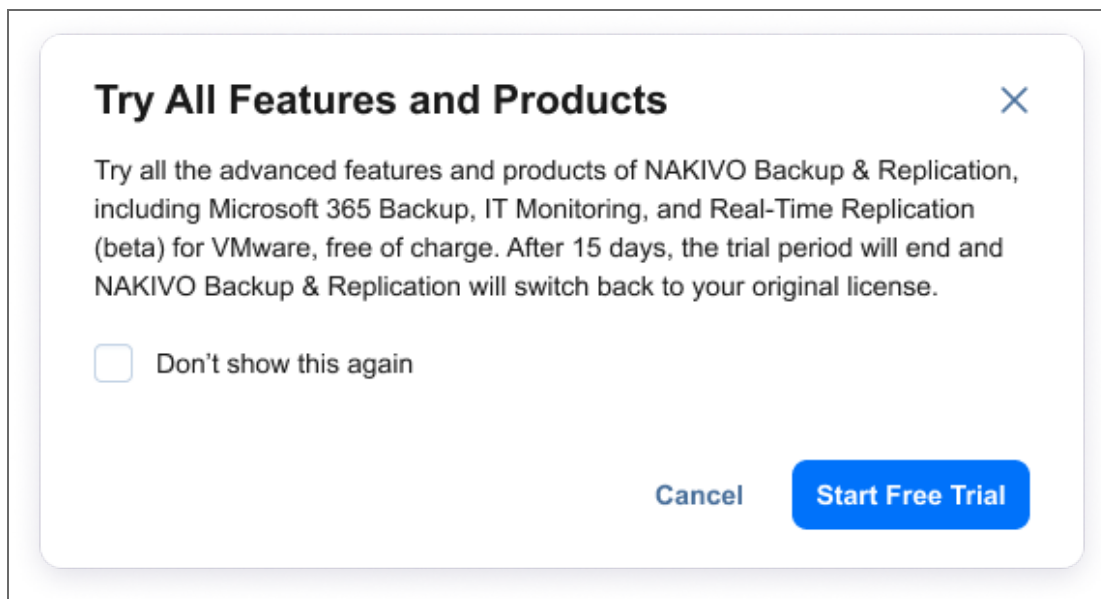 Try All Features and Products
Try all the advanced features and products of NAKIVO Backup & Replication,
including Microsoft 365 Backup, IT Monitoring, and Real-Time Replication
(beta) for VMware, free of charge. After 15 days, the trial period will end and
NAKIVO Backup & Replication will switch back to your original license.
Don’t show this again
Cancel
Start Free Trial